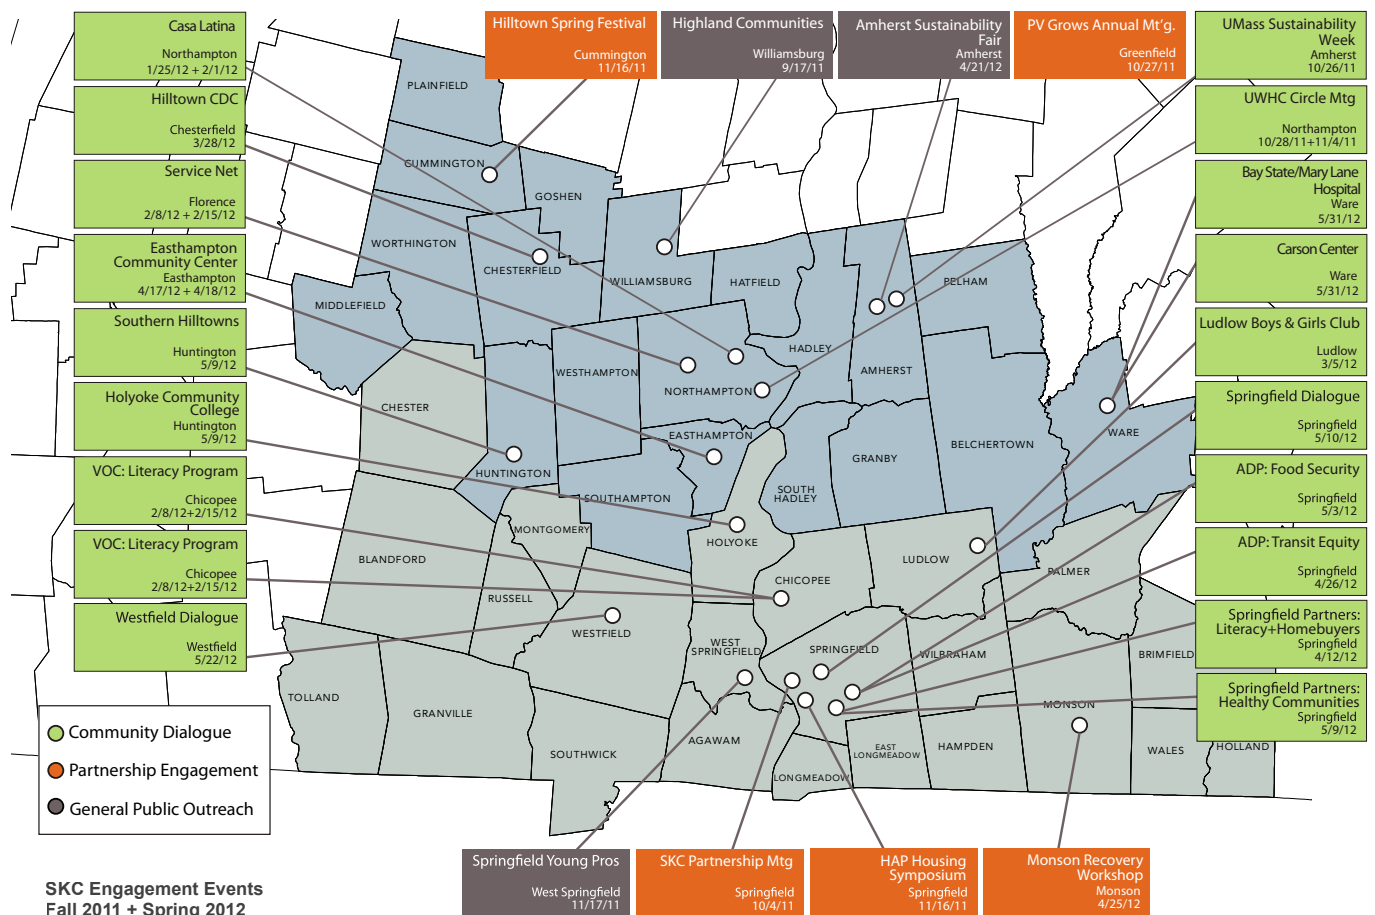 Casa Latina
Northampton
1/25/12 + 2/1/12
Hilltown CDC
Chesterfield
3/28/12
Service Net
Florence
2/8/12 + 2/15/12
Easthampton
Community Center
Easthampton
4/17/12 + 4/18/12
Southern Hilltowns
Huntington
5/9/12
Holyoke Community
College
Huntington
5/9/12
VOC: Literacy Program
Chicopee
2/8/12+2/15/12
VOC: Literacy Program
Chicopee
2/8/12+2/15/12
Westfield Dialogue
Westfield
5/22/12
Hilltown Spring Festival
Cummington
11/16/11
Highland Communities
Williamsburg
9/17/11
Amherst Sustainability
Fair
Amherst
4/21/12
PV Grows Annual Mt'g.
Greenfield
10/27/11
UMass Sustainability
Week
Amherst
10/26/11
UWHC Circle Mtg
Northampton
10/28/11+11/4/11
Bay State/Mary Lane
Hospital
Ware
5/31/12
Carson Center
Ware
5/31/12
Ludlow Boys & Girls Club
Ludlow
3/5/12
Springfield Dialogue
Springfield
5/10/12
ADP: Food Security
Springfield
5/3/12
ADP: Transit Equity
Springfield
4/26/12
Springfield Partners:
Literacy+Homebuyers
Springfield
4/12/12
Springfield Partners:
Healthy Communities
Springfield
5/9/12
PLAINFIELD
CUMMINGTON
GOSHEN
WORTHINGTON
CHESTERFIELD
WILLIAMSBURG
HATFIELD
PELHAM
MIDDLEFIELD
HADLEY
AMHERST
WESTHAMPTON
NORTHAMPTON
CHESTER
EASTHAMPTON
WARE
BELCHERTOWN
GRANBY
HUNTINGTON
SOUTHAMPTON
SOUTH
HADLEY
MONTGOMERY
HOLYOKE
BLANDFORD
LUDLOW
PALMER
CHICOPEE
RUSSELL
WESTFIELD
WEST
SPRINGFIELD
SPRINGFIELD
WILBRAHAM
BRIMFIELD
TOLLAND
GRANVILLE
MONSON
AGAWAM
SOUTHWICK
EAST
LONGMEADOW
HAMPDEN
WALES
HOLLAND
LONGMEADOW
Community Dialogue
Partnership Engagement
General Public Outreach
Springfield Young Pros
West Springfield
11/17/11
SKC Partnership Mtg
Springfield
10/4/11
HAP Housing
Symposium
Springfield
11/16/11
Monson Recovery
Workshop
Monson
4/25/12
SKC Engagement Events
Fall 2011 + Spring 2012